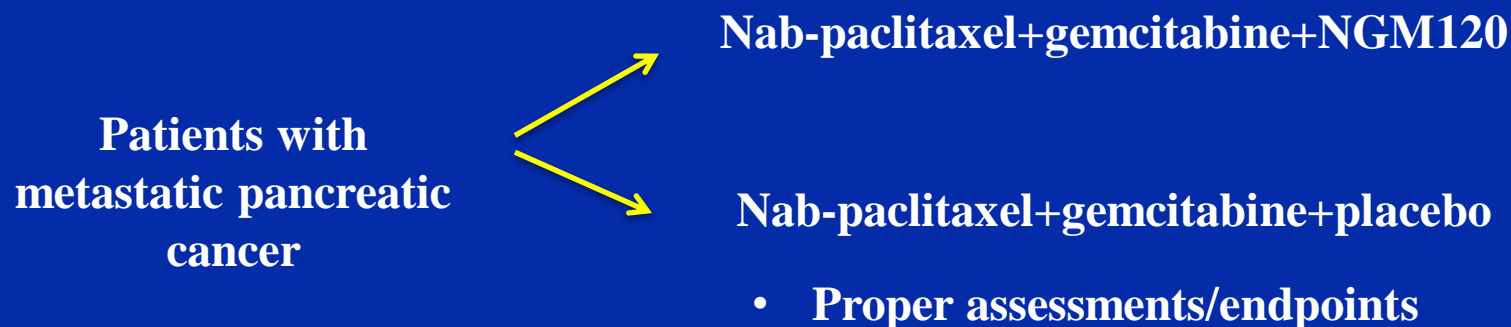 Nab-paclitaxel+gemcitabine+NGM120
Patients with
metastatic pancreatic
cancer
Nab-paclitaxel+gemcitabine+placebo
• Proper assessments/endpoints